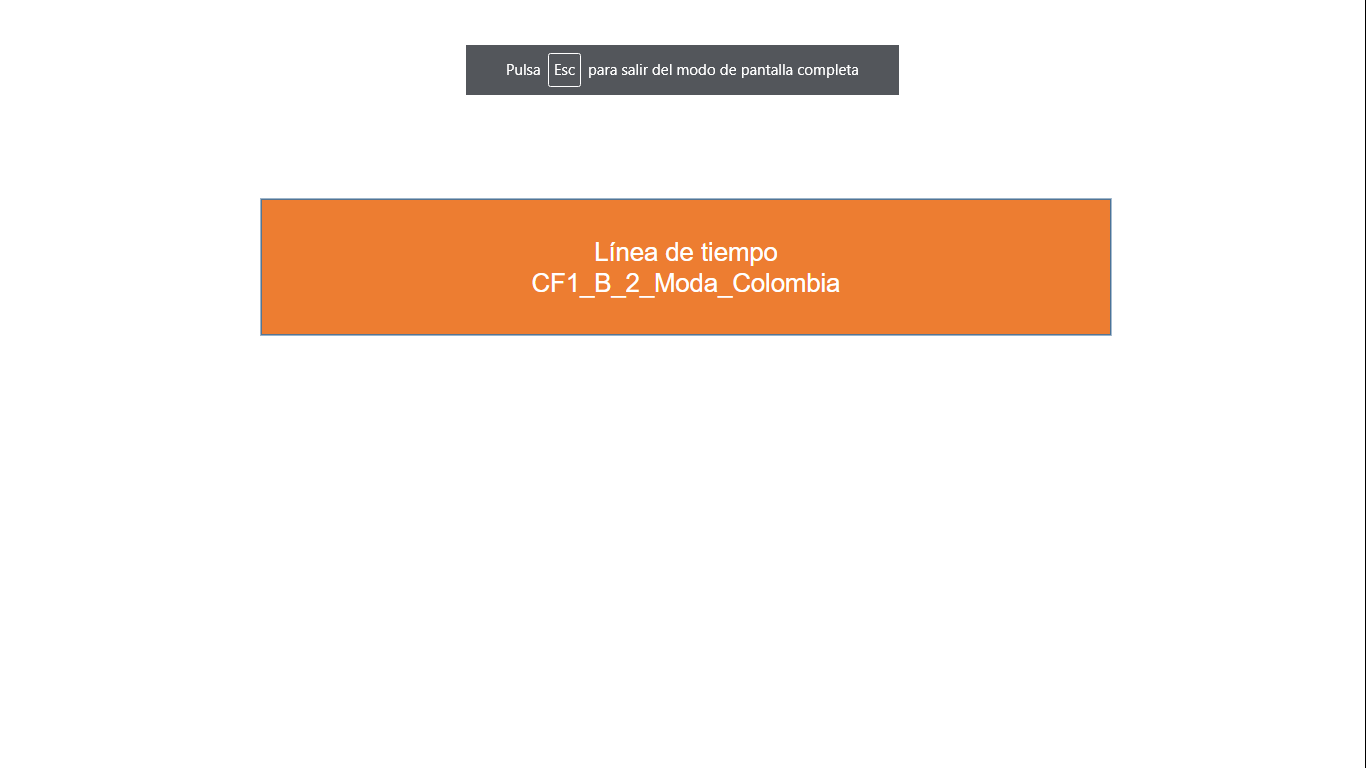 Pulsa Esc para salir del modo de pantalla completa
Línea de tiempo
CF1_B_2_Moda_Colombia